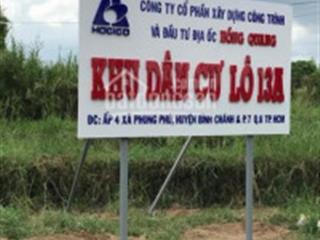 CÔNG TY CỔ PHẦN XÂY DỰNG CÔNG TRÌNH
VÀ ĐẦU TƯ ĐỊA ỐC HỒNG QUANG
HOCICO
KHU DÂN CƯ LÔ 13A
ĐC: ẤP 4 XÃ PHONG PHÚ, HUYỆN BÌNH CHÁNH & P.7 Q.8 TP HCM